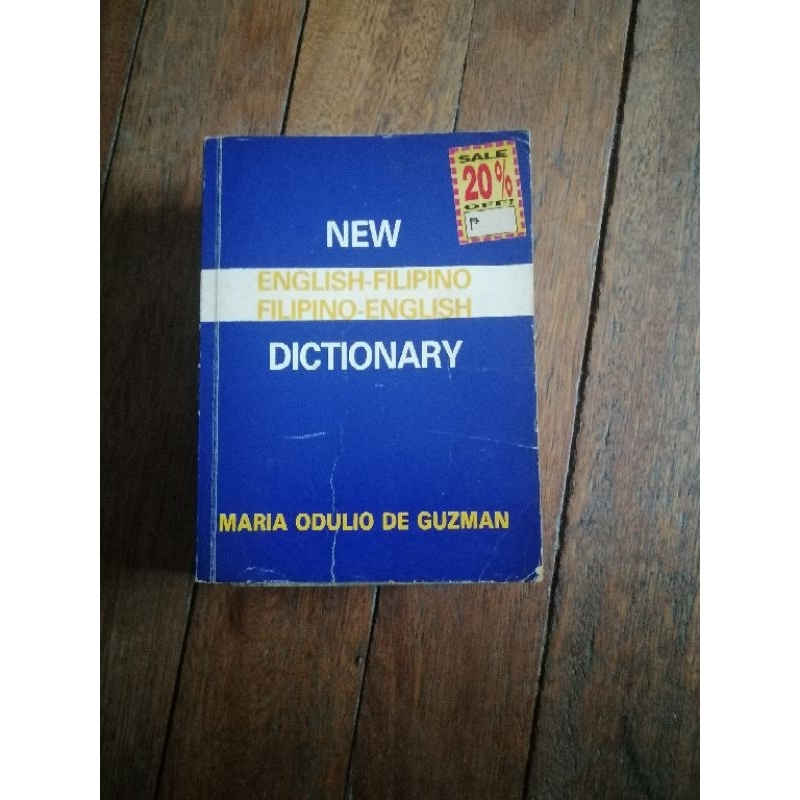 SALE
20%
OFF!
₱
NEW
ENGLISH-FILIPINO
FILIPINO-ENGLISH
DICTIONARY
MARIA ODULIO DE GUZMAN